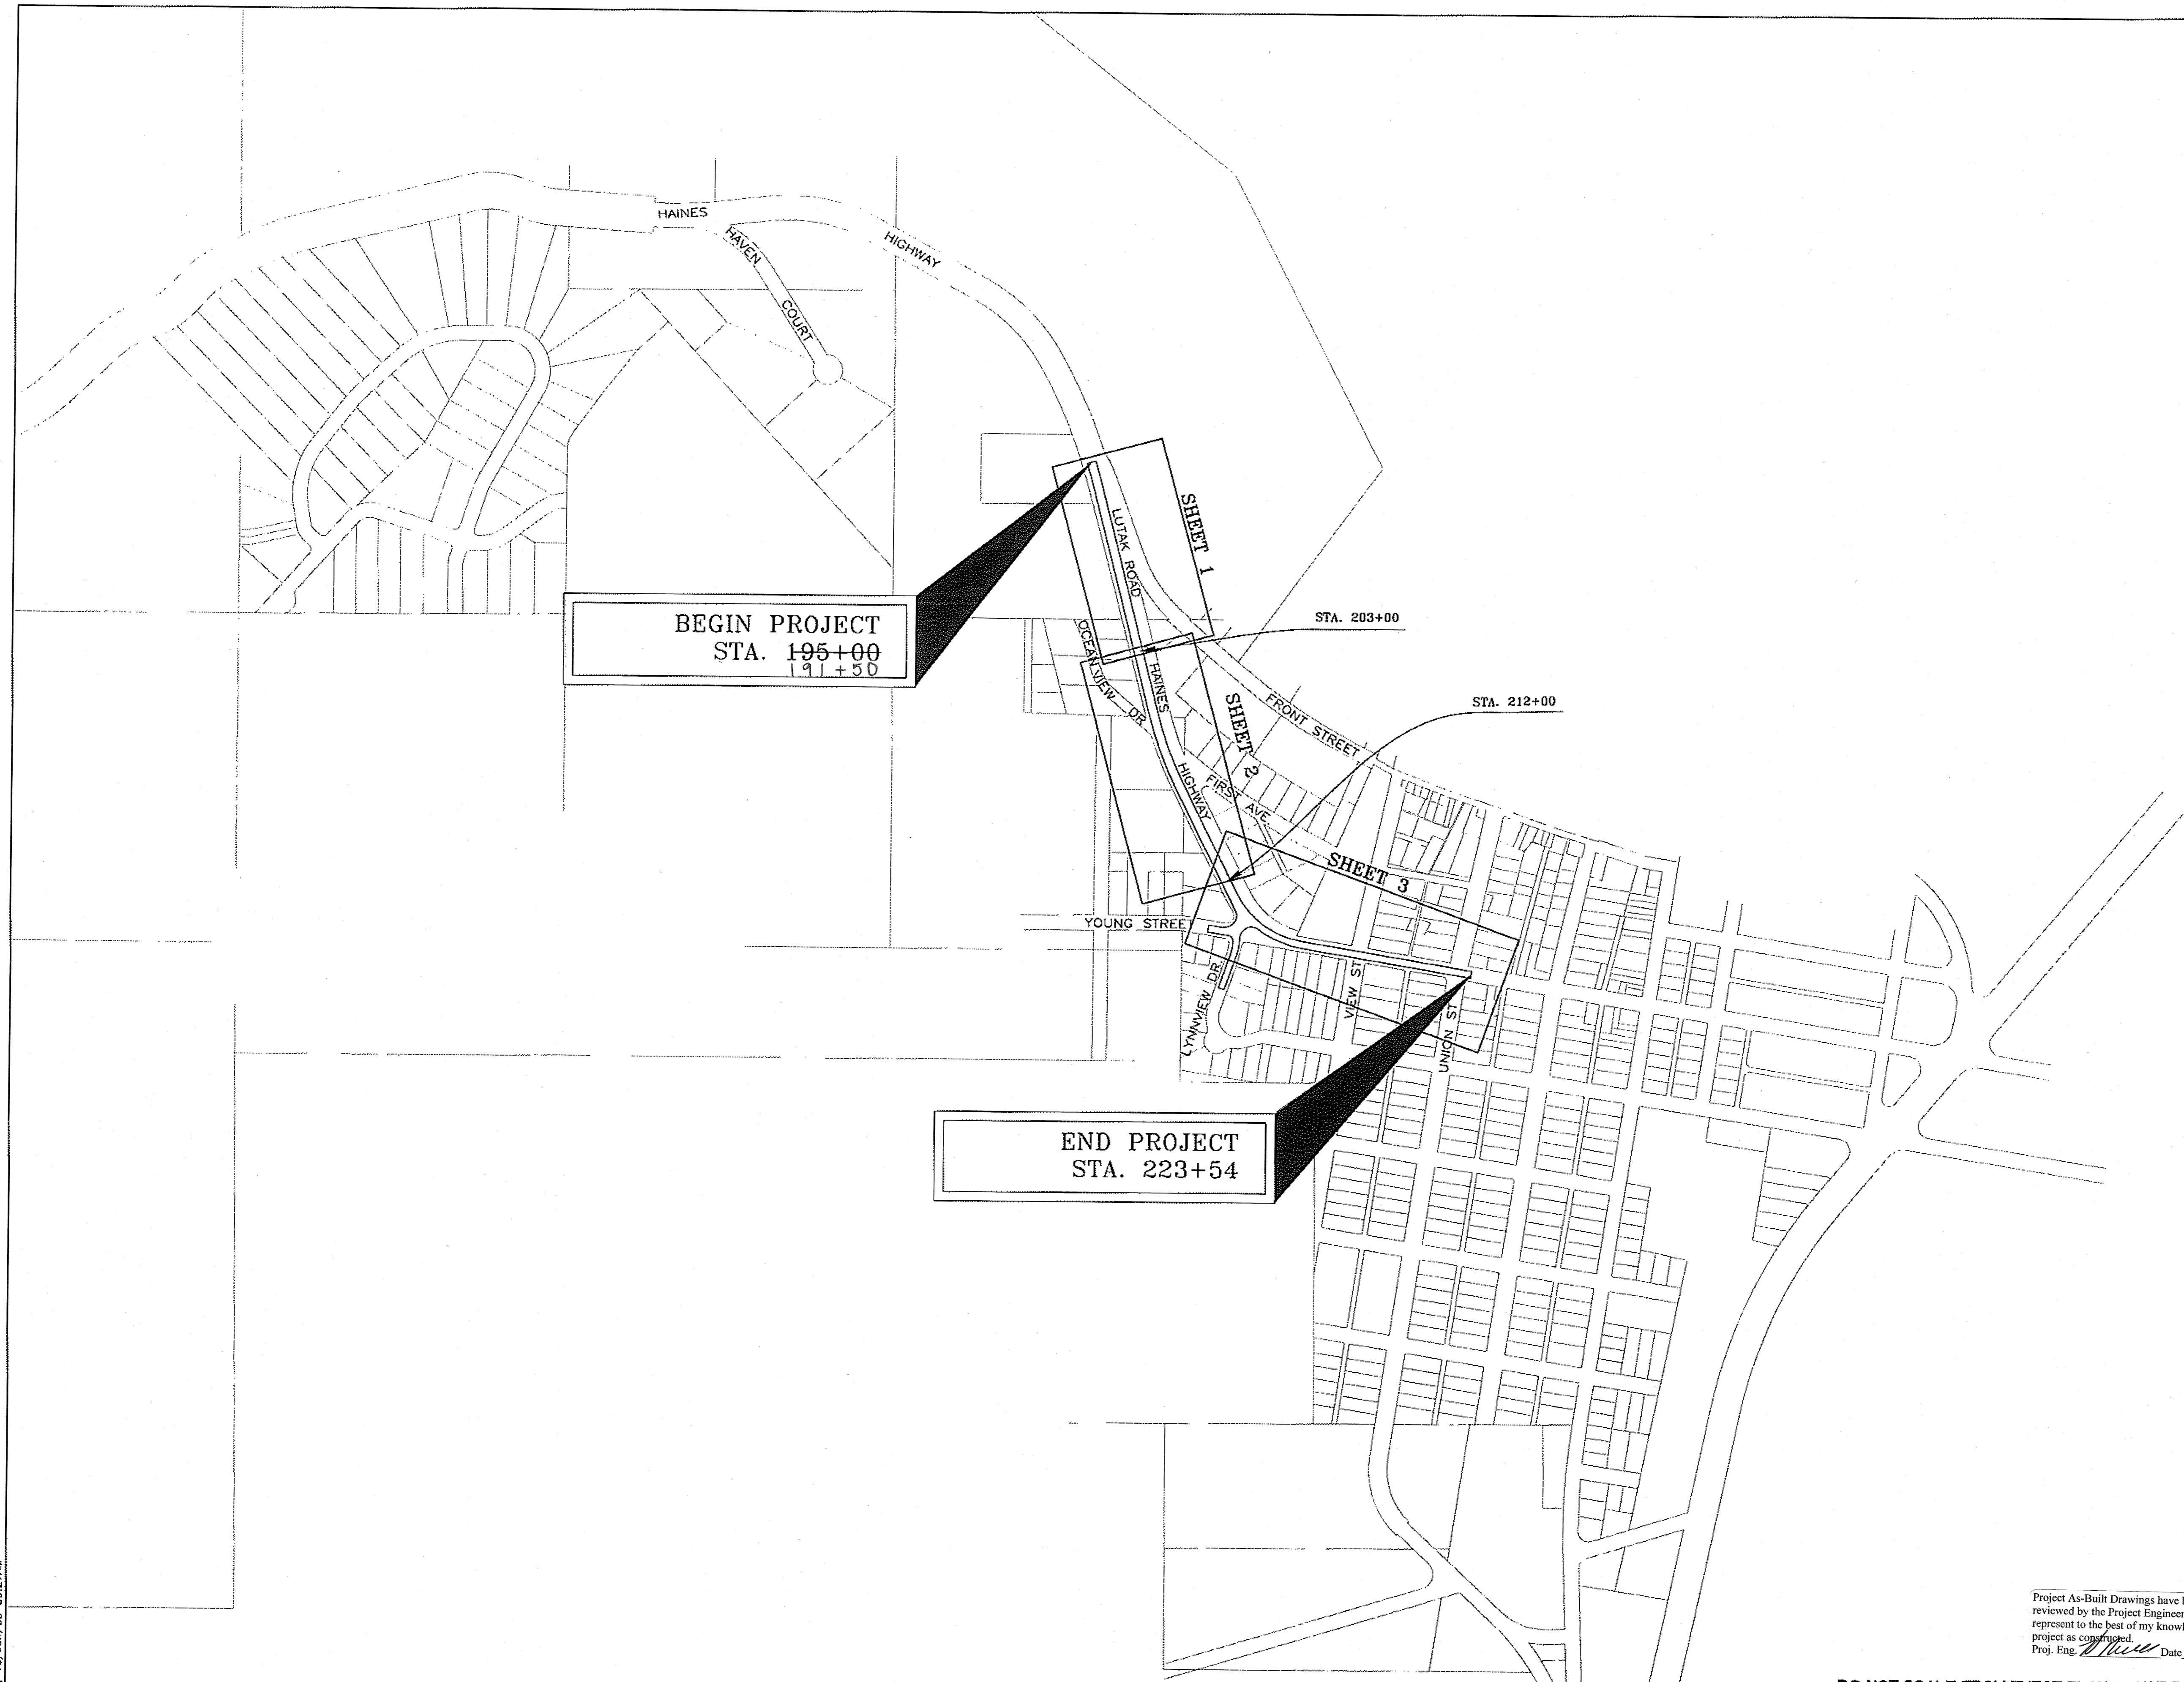 HAINES
HAVEN
COURT
HIGHWAY
SHEET 1
LUTAK ROAD
BEGIN PROJECT
STA. 195+00
191+50
STA. 203+00
OCEAN VIEW DR
HAINES
HIGHWAY
SHEET 2
STA. 212+00
FRONT STREET
FIRST AVE.
SHEET 3
YOUNG STREET
LYNNVIEW DR.
VIEW ST
UNION ST
END PROJECT
STA. 223+54
Project As-Built Drawings have
reviewed by the Project Engineer
represent to the best of my
project as constructed.
Proj. Eng. Date